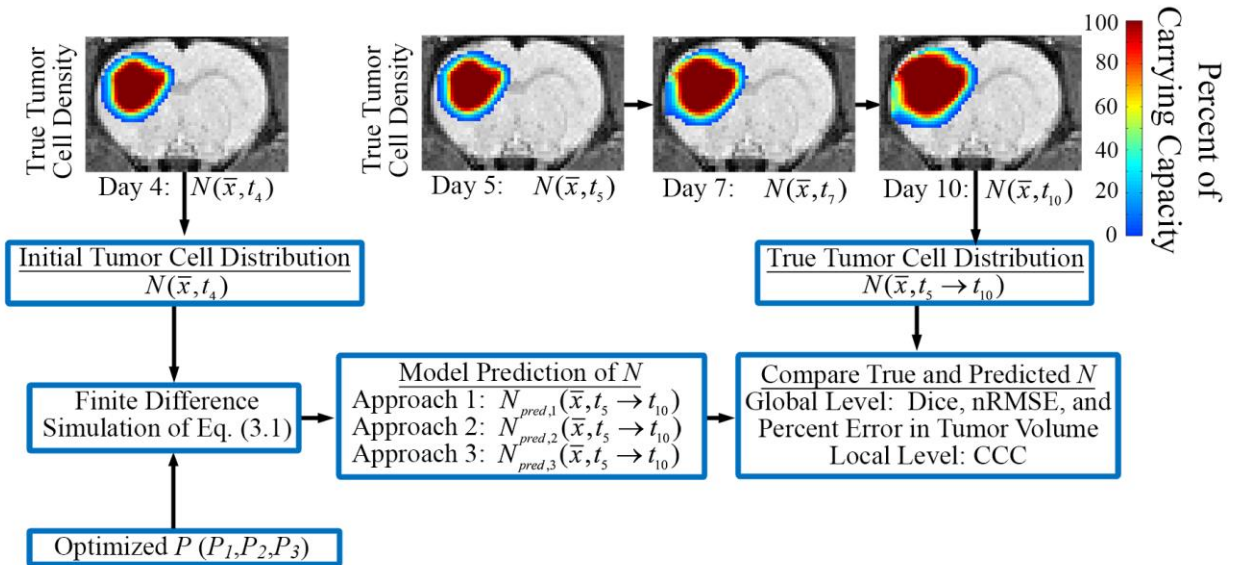 True Tumor
Cell Density
Day 4: N(x̄,t₄)
True Tumor
Cell Density
Day 5: N(x̄,t₅)
Day 7: N(x̄,t₇)
Day 10: N(x̄,t₁₀)
100
80
60
40
20
0
Percent of
Carrying Capacity
Initial Tumor Cell Distribution
N(x̄,t₄)
True Tumor Cell Distribution
N(x̄,t₅ → t₁₀)
Finite Difference
Simulation of Eq. (3.1)
Model Prediction of N
Approach 1: N_pred,1(x̄,t₅ → t₁₀)
Approach 2: N_pred,2(x̄,t₅ → t₁₀)
Approach 3: N_pred,3(x̄,t₅ → t₁₀)
Compare True and Predicted N
Global Level: Dice, nRMSE, and
Percent Error in Tumor Volume
Local Level: CCC
Optimized P (P₁,P₂,P₃)